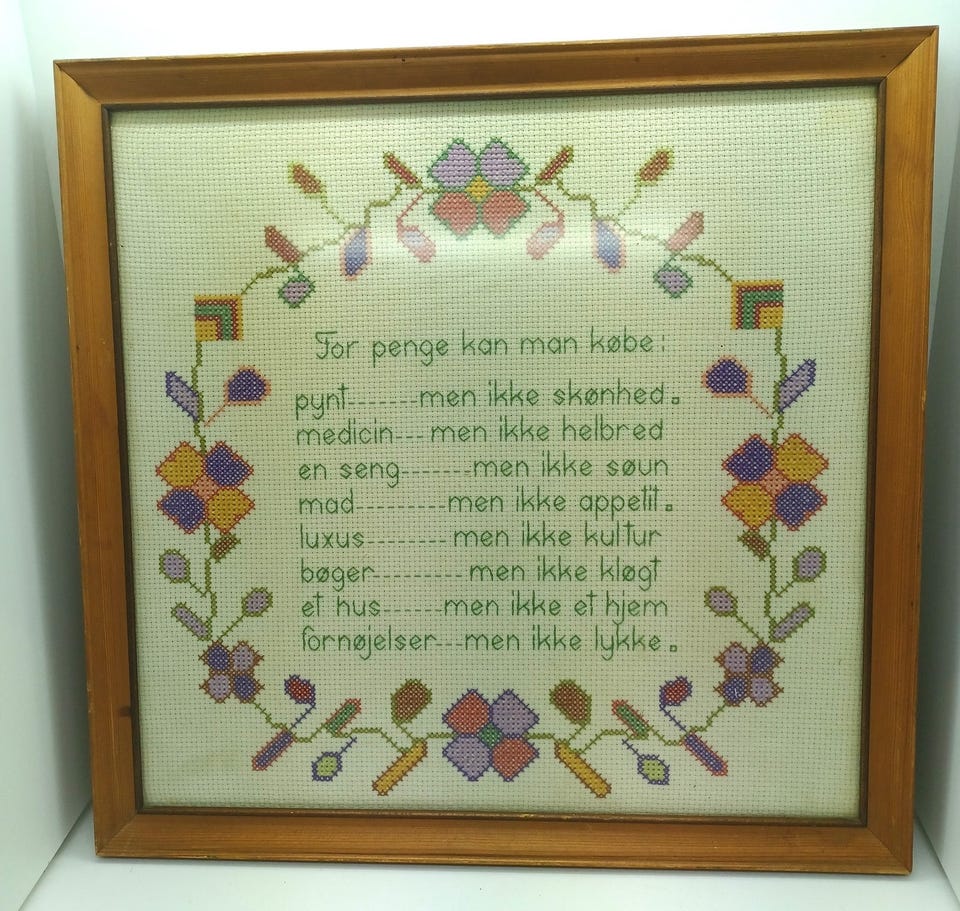 For penge kan man købe:
pynt-------men ikke skønhed.
medicin---men ikke helbred
en seng-------men ikke søvn
mad---------men ikke appetit.
luxus--------men ikke kultur
bøger---------men ikke kløgt
et hus------men ikke et hjem
fornøjelser---men ikke lykke.